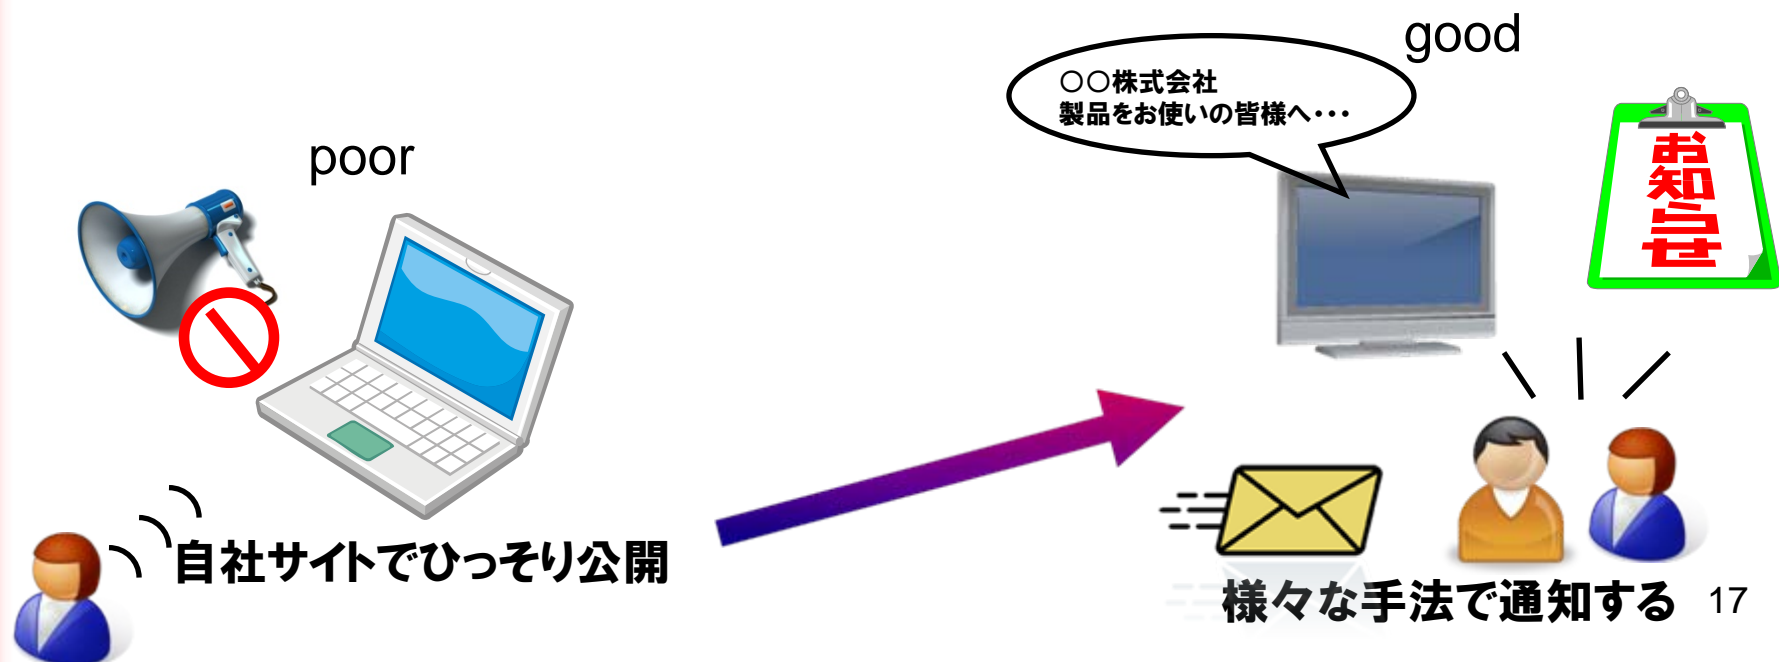 poor
自社サイトでひっそり公開
good
○○株式会社
製品をお使いの皆様へ・・・
お知らせ
様々な手法で通知する
17